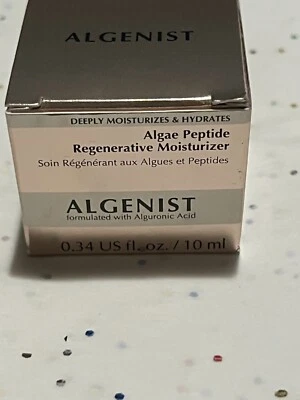 ALGENIST
DEEPLY MOISTURIZES & HYDRATES
Algae Peptide
Regenerative Moisturizer
Soin Régénérant aux Algues et Peptides
ALGENIST
formulated with Alguronic Acid
0.34 US fl. oz. / 10 ml